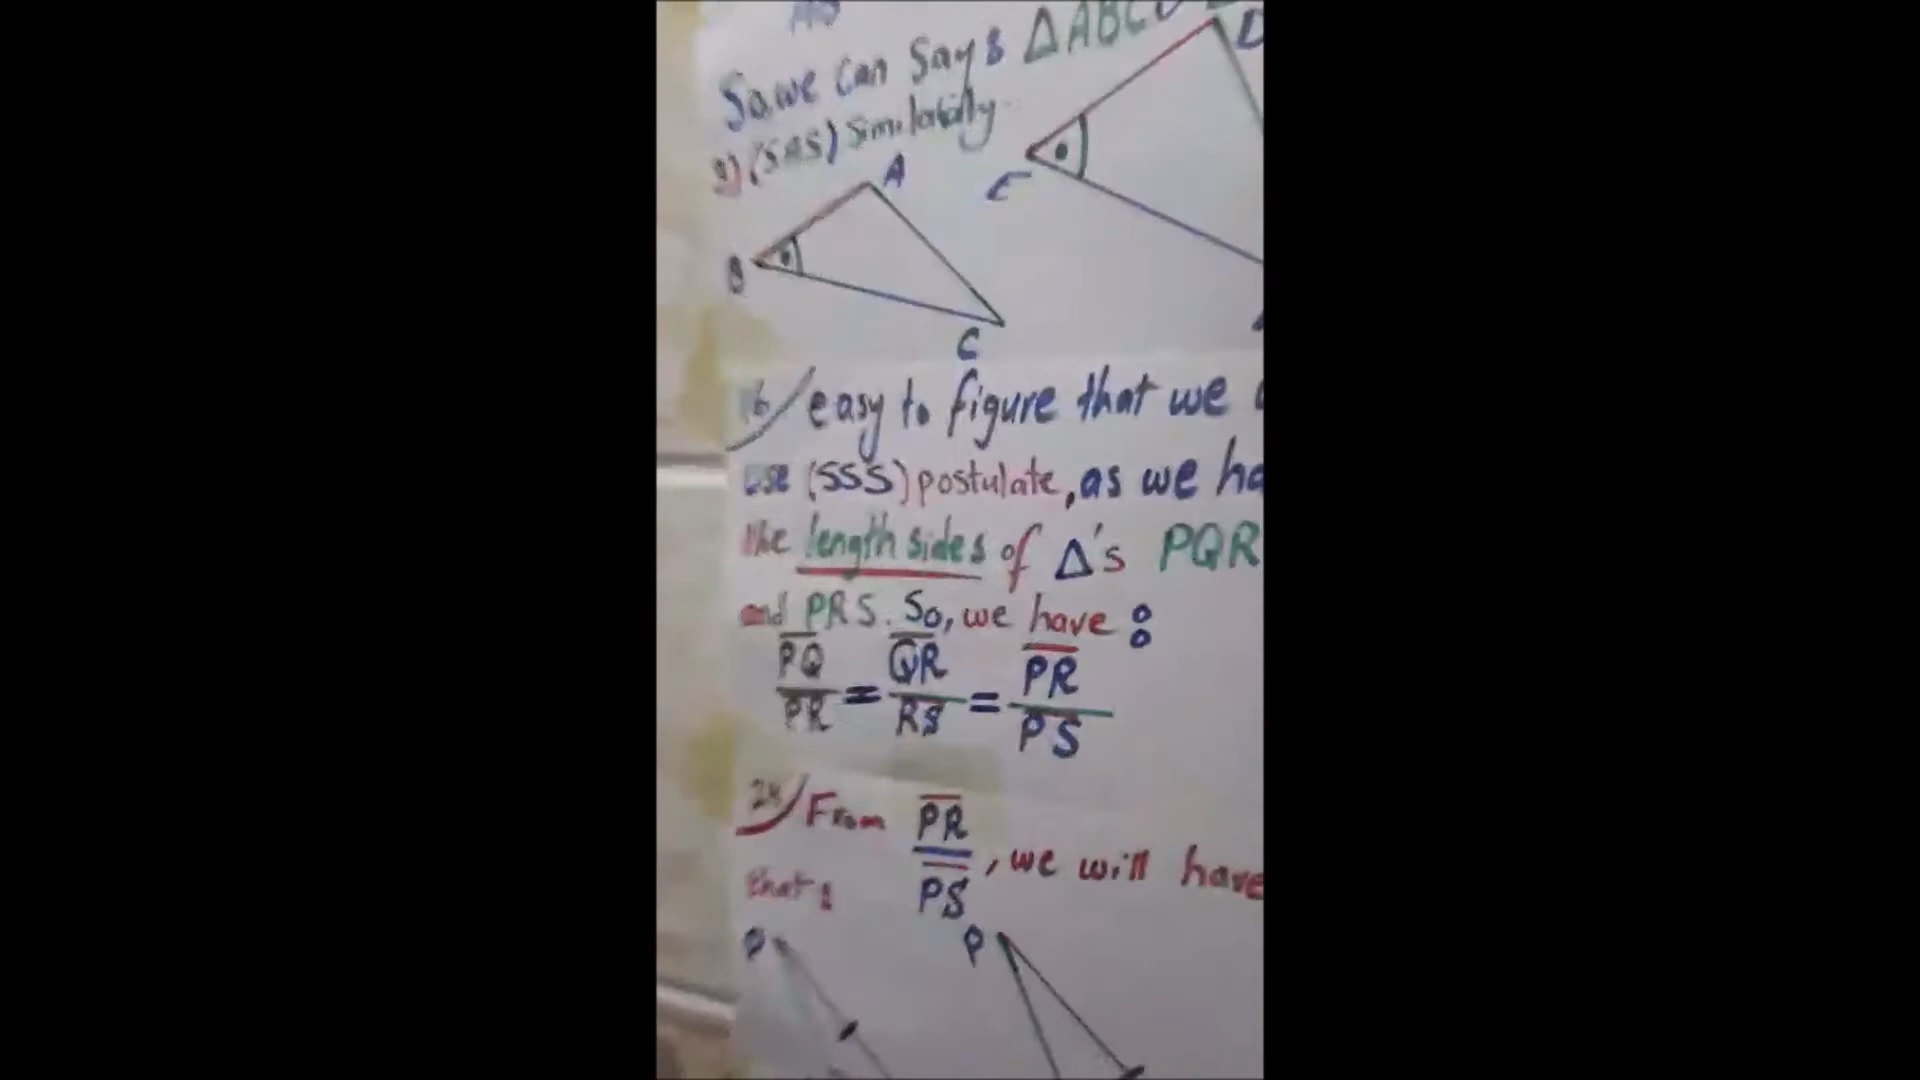 So, we can say : ΔABC
2) (SAS) Similarity
A
D
E
B
C
16/ easy to figure that we
use (SSS) postulate, as we ha
the length sides of Δ's PQR
and PRS. So, we have :
PQ/PR = QR/RS = PR/PS
24/ From PR/PS, we will have
that :
P P